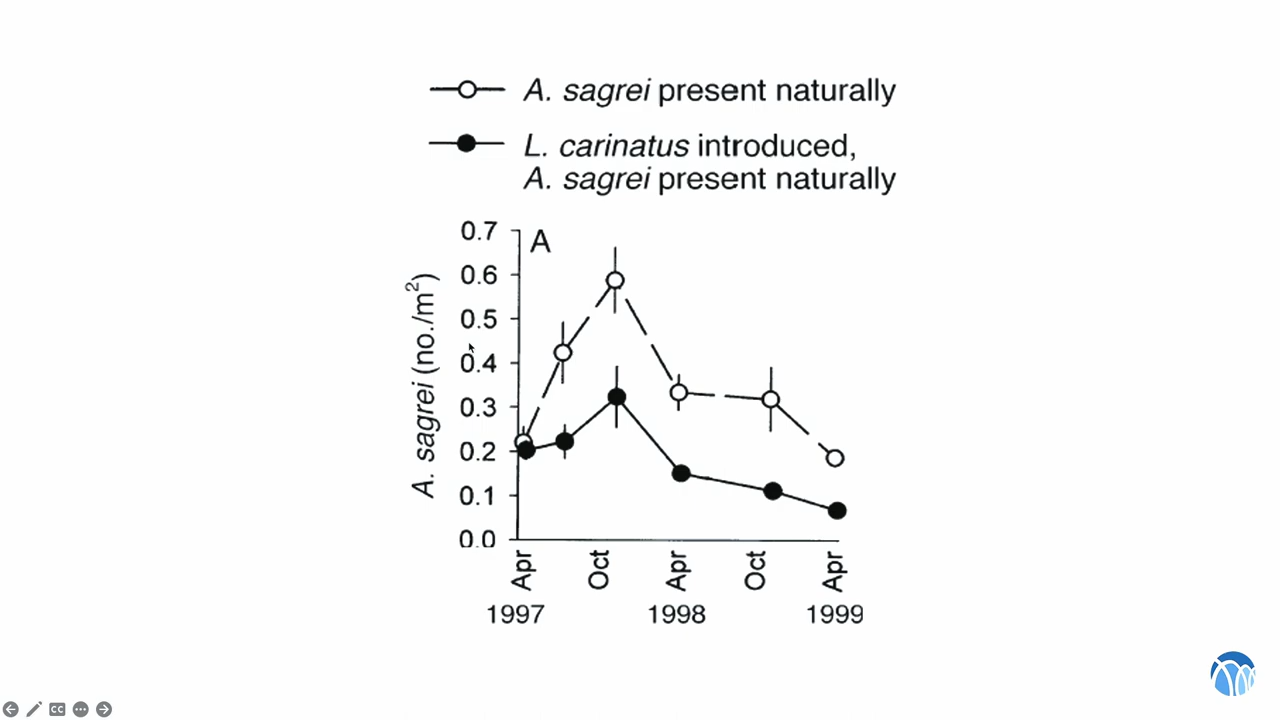 A. sagrei present naturally
L. carinatus introduced,
A. sagrei present naturally
A
0.7
0.6
0.5
0.4
0.3
0.2
0.1
0.0
A. sagrei (no./m²)
Apr Oct Apr Oct Apr
1997 1998 1999
CC